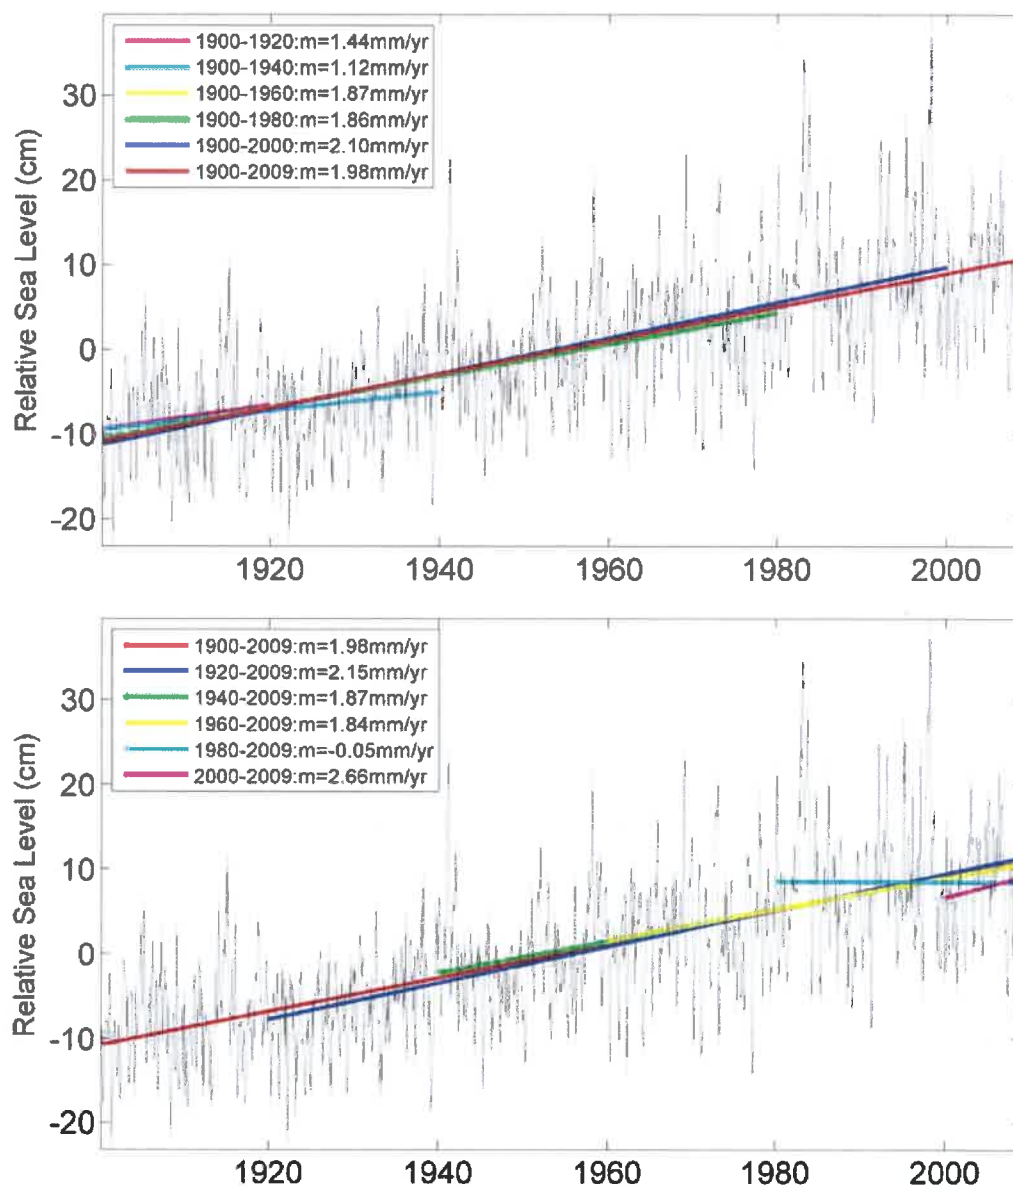 1900-1920:m=1.44mm/yr
1900-1940:m=1.12mm/yr
1900-1960:m=1.87mm/yr
1900-1980:m=1.86mm/yr
1900-2000:m=2.10mm/yr
1900-2009:m=1.98mm/yr
Relative Sea Level (cm)
30
20
10
0
-10
-20
1920 1940 1960 1980 2000
1900-2009:m=1.98mm/yr
1920-2009:m=2.15mm/yr
1940-2009:m=1.87mm/yr
1960-2009:m=1.84mm/yr
1980-2009:m=-0.05mm/yr
2000-2009:m=2.66mm/yr
Relative Sea Level (cm)
30
20
10
0
-10
-20
1920 1940 1960 1980 2000